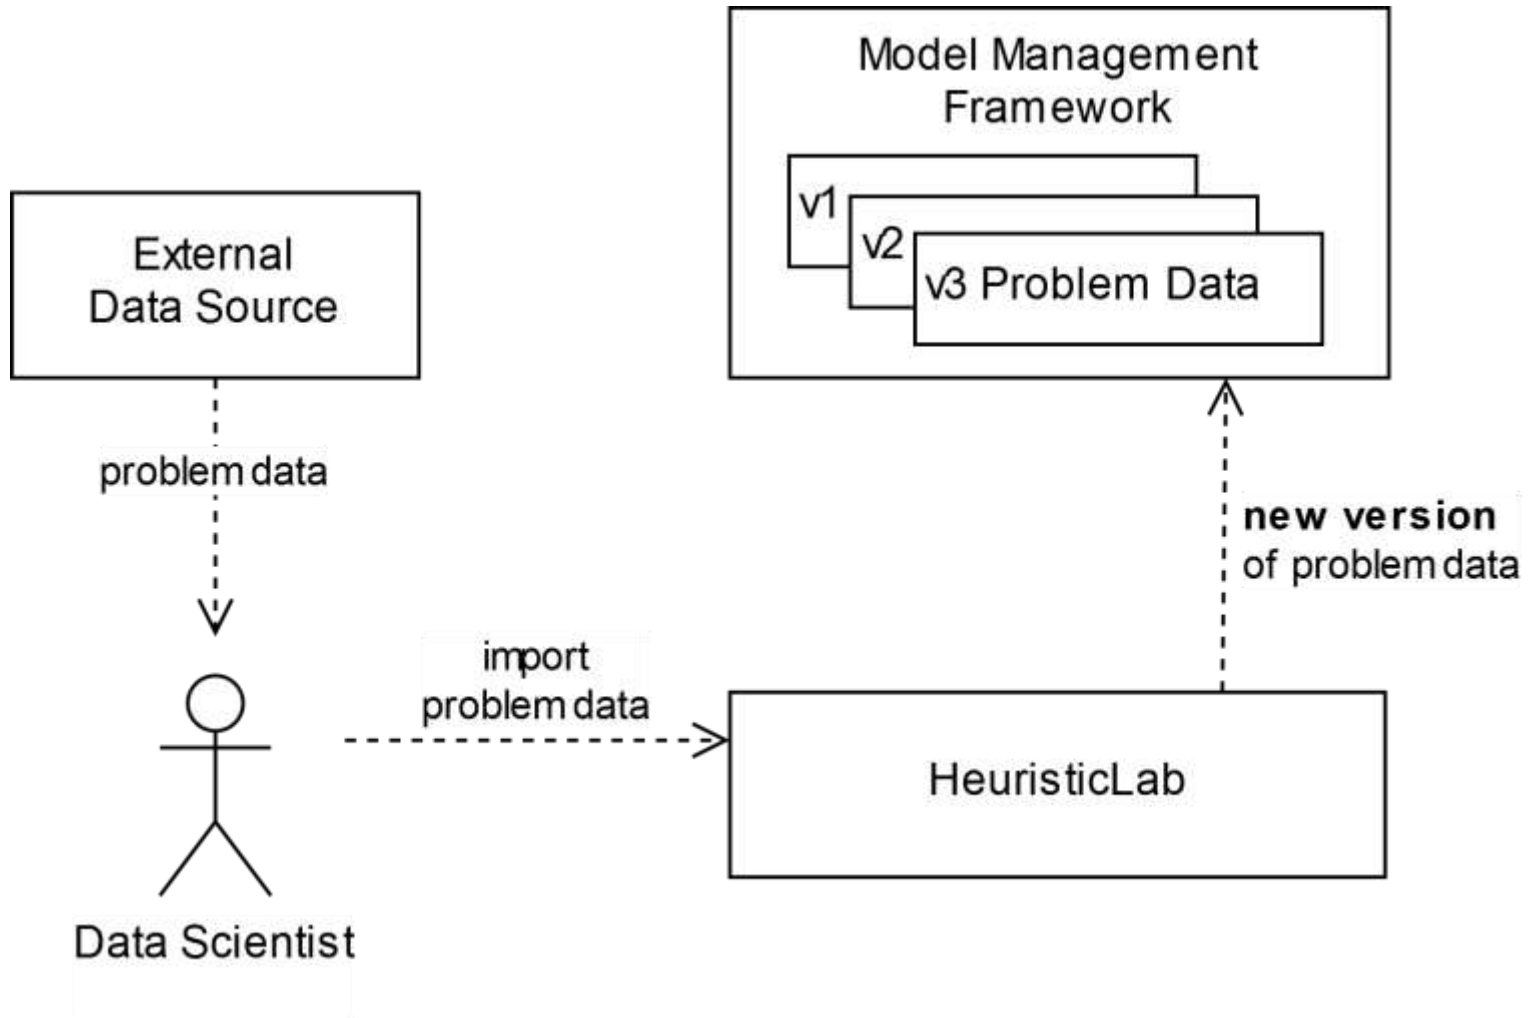 Model Management
Framework
v1
v2
v3 Problem Data
External
Data Source
problem data
new version
of problem data
import
problem data
HeuristicLab
Data Scientist